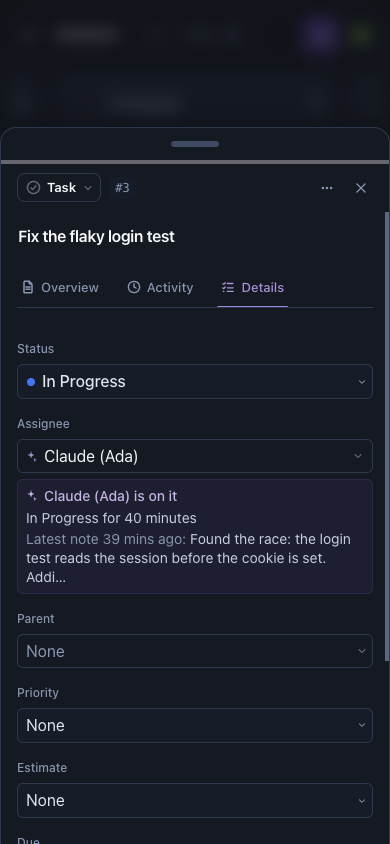 Task #3
Fix the flaky login test
Overview Activity Details
Status
In Progress
Assignee
Claude (Ada)
Claude (Ada) is on it
In Progress for 40 minutes
Latest note 39 mins ago: Found the race: the login
test reads the session before the cookie is set.
Addi...
Parent
None
Priority
None
Estimate
None
Due